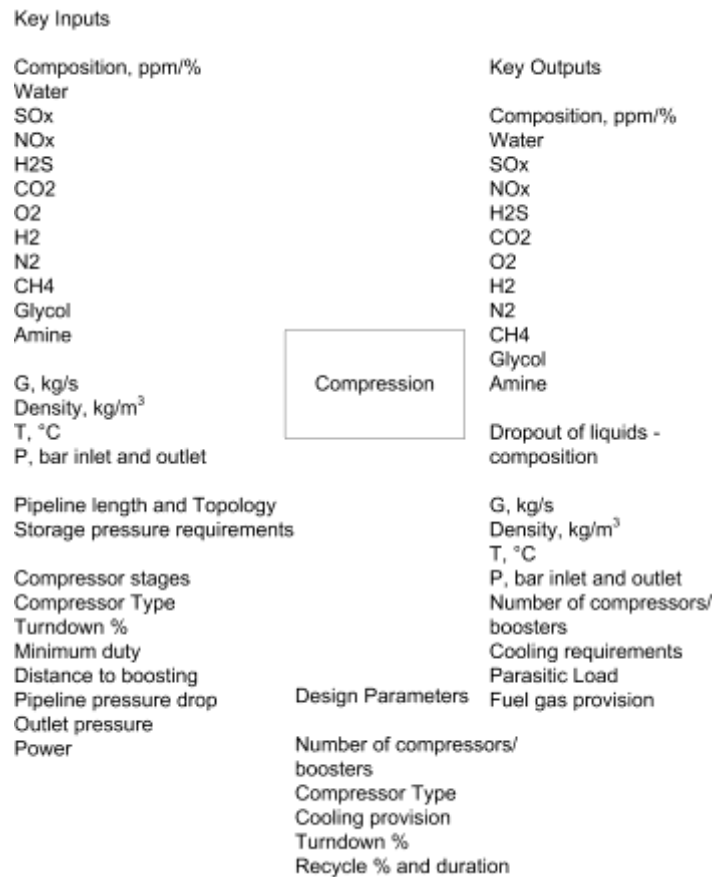 Key Inputs
Composition, ppm/%
Water
SOx
NOx
H2S
CO2
O2
H2
N2
CH4
Glycol
Amine
G, kg/s
Density, kg/m³
T, °C
P, bar inlet and outlet
Pipeline length and Topology
Storage pressure requirements
Compressor stages
Compressor Type
Turndown %
Minimum duty
Distance to boosting
Pipeline pressure drop
Outlet pressure
Power
Compression
Design Parameters
Number of compressors/
boosters
Compressor Type
Cooling provision
Turndown %
Recycle % and duration
Key Outputs
Composition, ppm/%
Water
SOx
NOx
H2S
CO2
O2
H2
N2
CH4
Glycol
Amine
Dropout of liquids -
composition
G, kg/s
Density, kg/m³
T, °C
P, bar inlet and outlet
Number of compressors/
boosters
Cooling requirements
Parasitic Load
Fuel gas provision